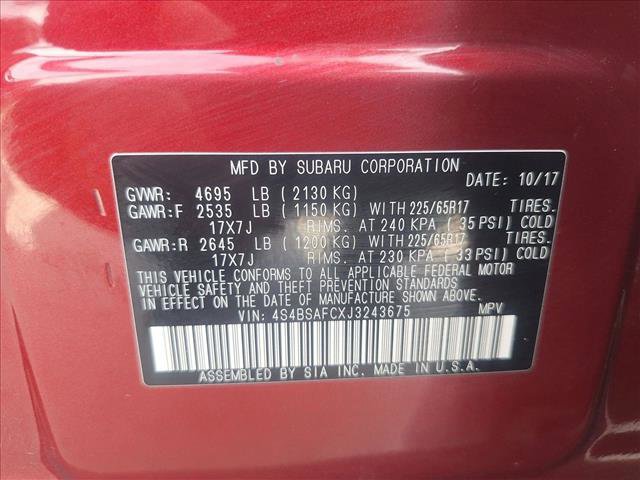 MFD BY SUBARU CORPORATION
DATE: 10/17
GVWR: 4695 LB ( 2130 KG)
GAWR:F 2535 LB ( 1150 KG) WITH 225/65R17 TIRES.
17X7J RIMS. AT 240 KPA ( 35 PSI) COLD
GAWR:R 2645 LB ( 1200 KG) WITH 225/65R17 TIRES.
17X7J RIMS. AT 230 KPA ( 33 PSI) COLD
THIS VEHICLE CONFORMS TO ALL APPLICABLE FEDERAL MOTOR
VEHICLE SAFETY AND THEFT PREVENTION STANDARDS
IN EFFECT ON THE DATE OF MANUFACTURE SHOWN ABOVE.
VIN: 4S4BSAFCXJ3243675 MPV
ASSEMBLED BY SIA INC. MADE IN U.S.A.